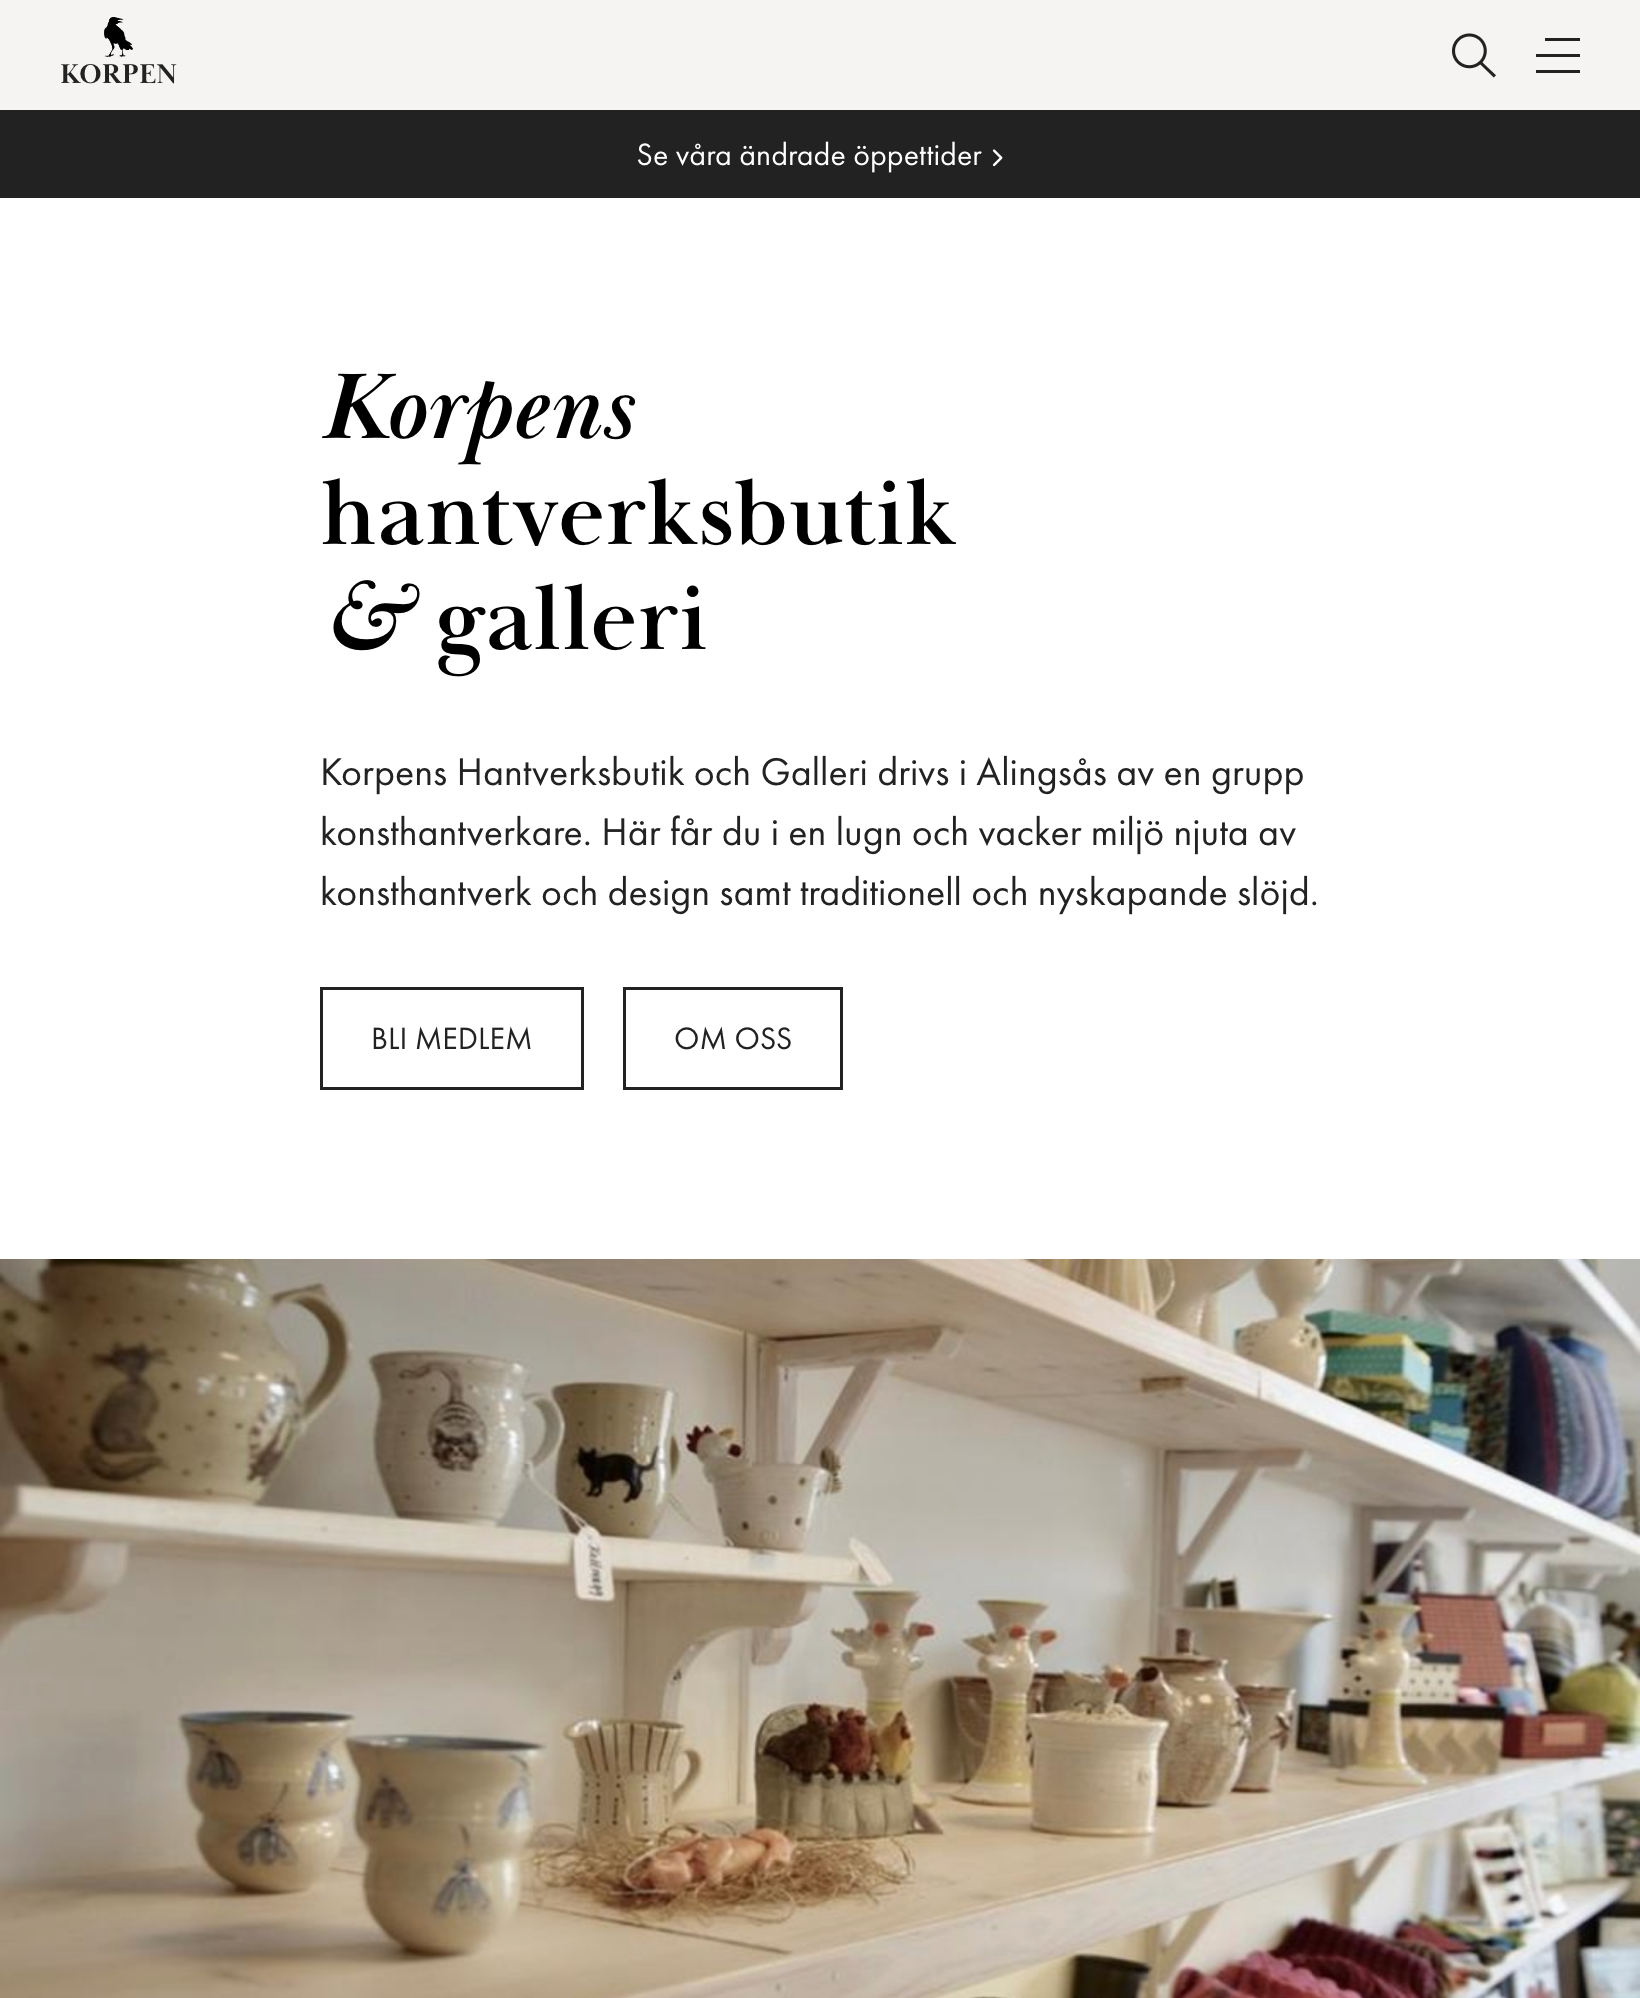 KORPEN
Se våra ändrade öppettider
Korpens
hantverksbutik
& galleri
Korpens Hantverksbutik och Galleri drivs i Alingsås av en grupp
konsthantverkare. Här får du i en lugn och vacker miljö njuta av
konsthantverk och design samt traditionell och nyskapande slöjd.
BLI MEDLEM
OM OSS